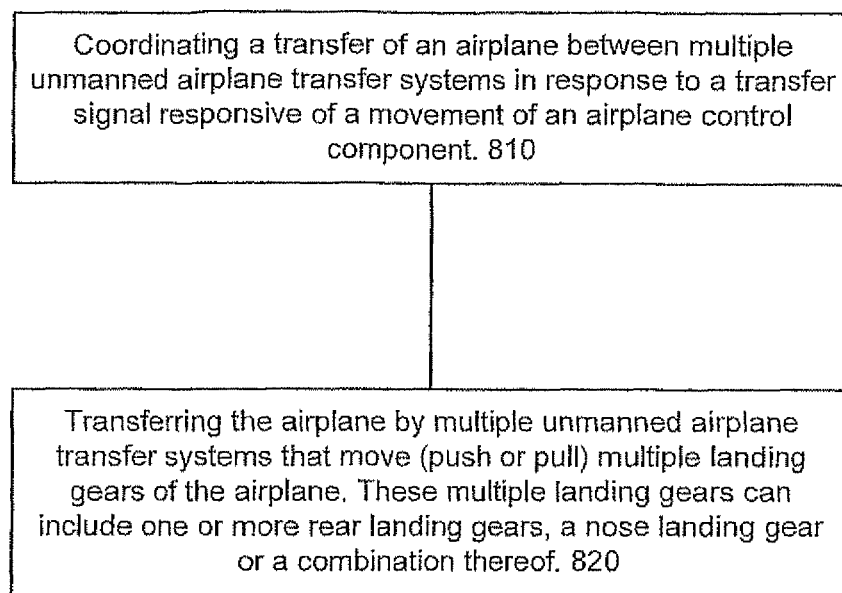 Coordinating a transfer of an airplane between multiple
unmanned airplane transfer systems in response to a transfer
signal responsive of a movement of an airplane control
component. 810
Transferring the airplane by multiple unmanned airplane
transfer systems that move (push or pull) multiple landing
gears of the airplane. These multiple landing gears can
include one or more rear landing gears, a nose landing gear
or a combination thereof. 820